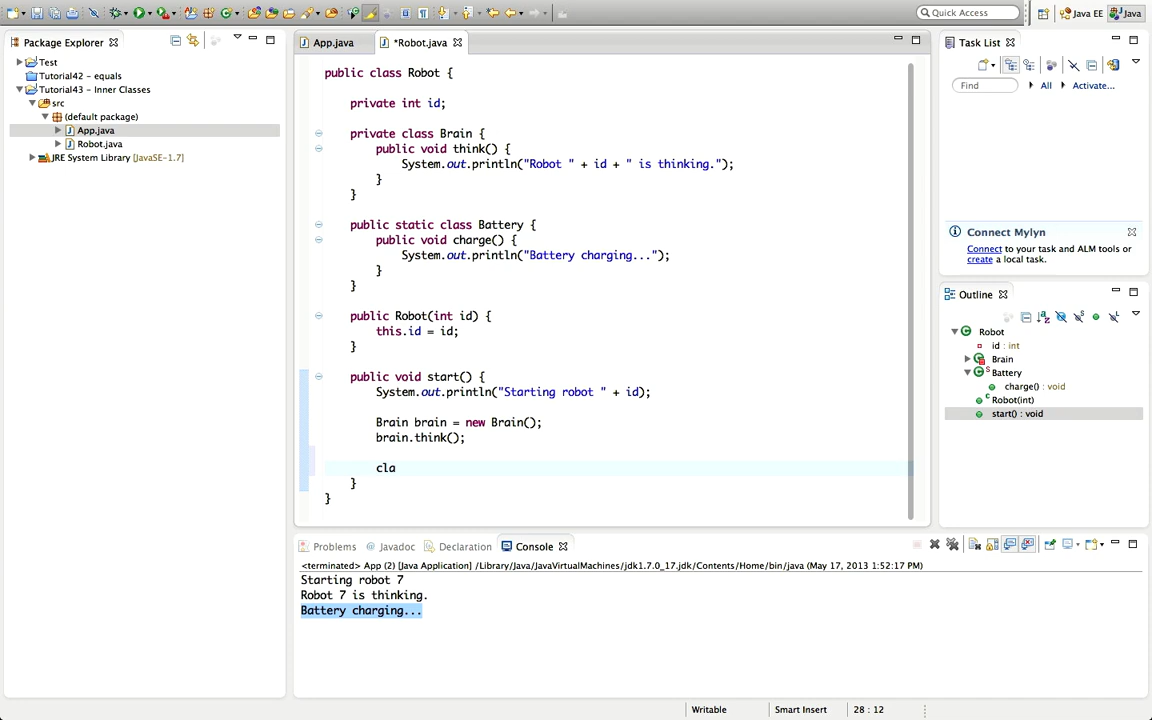 Quick Access
Java EE
Java
Package Explorer
Test
Tutorial42 - equals
Tutorial43 - Inner Classes
src
(default package)
App.java
Robot.java
JRE System Library [JavaSE-1.7]
App.java
*Robot.java
public class Robot {
private int id;
private class Brain {
public void think() {
System.out.println("Robot " + id + " is thinking.");
}
}
public static class Battery {
public void charge() {
System.out.println("Battery charging...");
}
}
public Robot(int id) {
this.id = id;
}
public void start() {
System.out.println("Starting robot " + id);
Brain brain = new Brain();
brain.think();
cla
}
}
Task List
Find
All
Activate...
Connect Mylyn
Connect to your task and ALM tools or
create a local task.
Outline
Robot
id : int
Brain
S
Battery
charge() : void
c
Robot(int)
start() : void
Problems
@ Javadoc
Declaration
Console
<terminated> App (2) [Java Application] /Library/Java/JavaVirtualMachines/jdk1.7.0_17.jdk/Contents/Home/bin/java (May 17, 2013 1:52:17 PM)
Starting robot 7
Robot 7 is thinking.
Battery charging...
Writable
Smart Insert
28 : 12